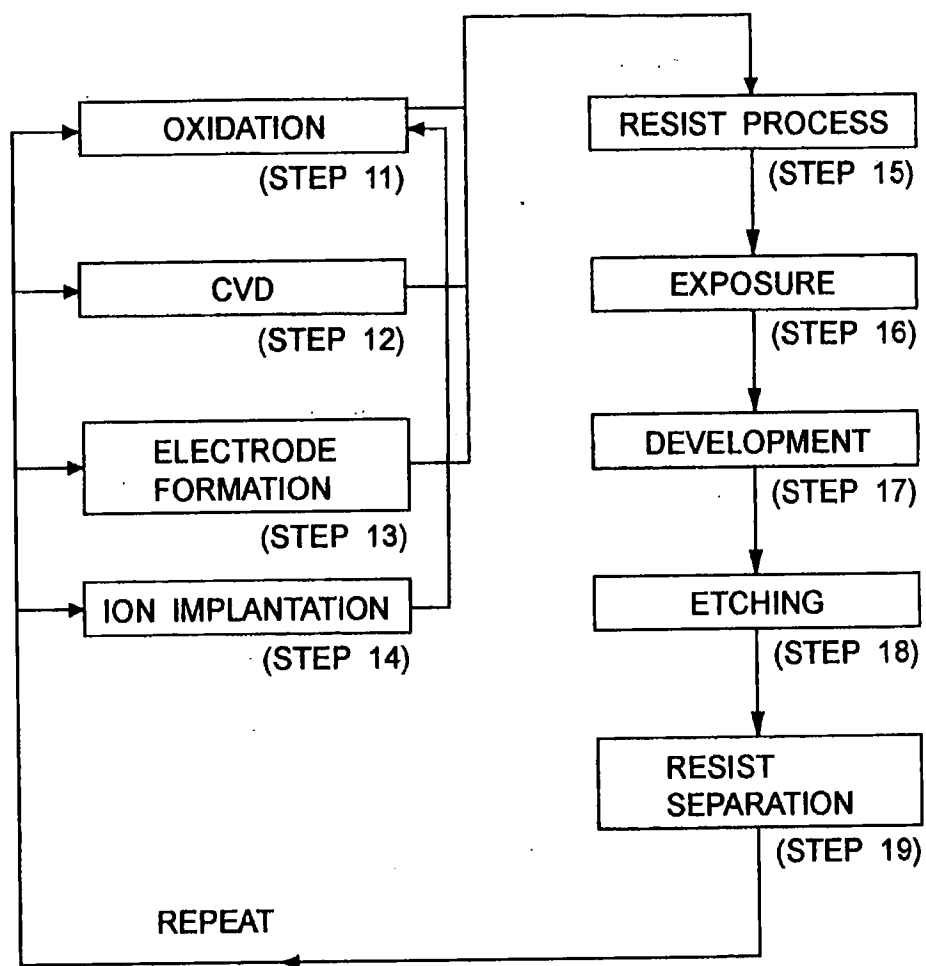 OXIDATION
(STEP 11)
CVD
(STEP 12)
ELECTRODE
FORMATION
(STEP 13)
ION IMPLANTATION
(STEP 14)
RESIST PROCESS
(STEP 15)
EXPOSURE
(STEP 16)
DEVELOPMENT
(STEP 17)
ETCHING
(STEP 18)
RESIST
SEPARATION
(STEP 19)
REPEAT